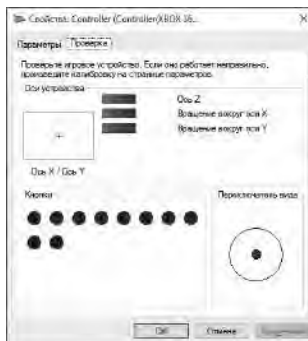 Свойства: Controller (Controller(XBOX 36...
Параметры Проверка
Проверьте игровое устройство. Если оно работает неправильно,
произведите калибровку на странице параметров.
Оси устройства
Ось Z
Вращение вокруг оси X
Вращение вокруг оси Y
Ось X / Ось Y
Кнопки
Переключатель вида
OK Отмена